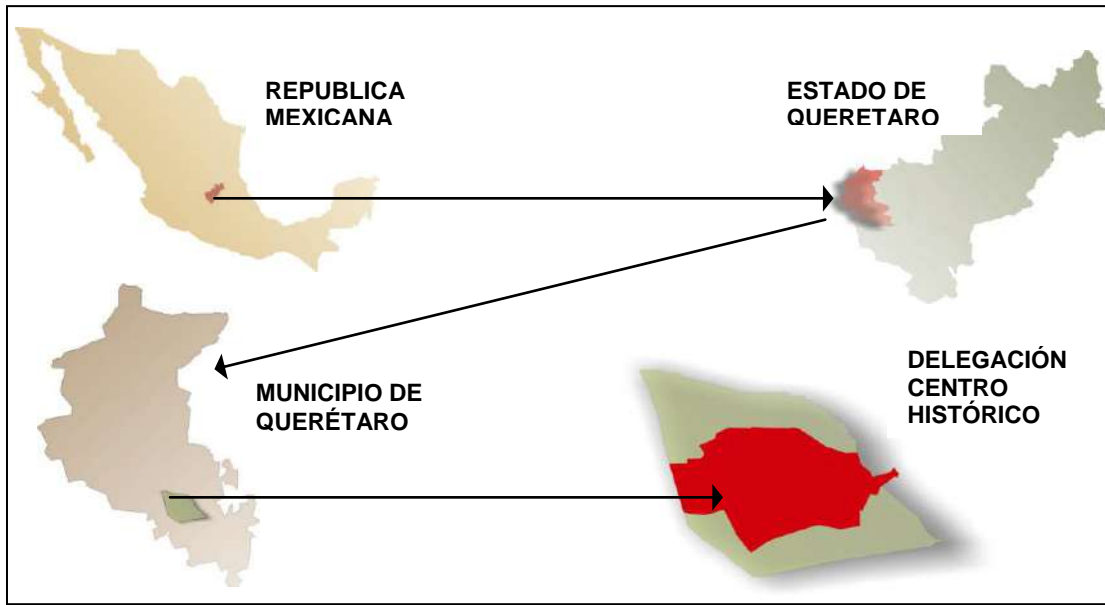 REPUBLICA
MEXICANA
ESTADO DE
QUERETARO
MUNICIPIO DE
QUERÉTARO
DELEGACIÓN
CENTRO
HISTÓRICO